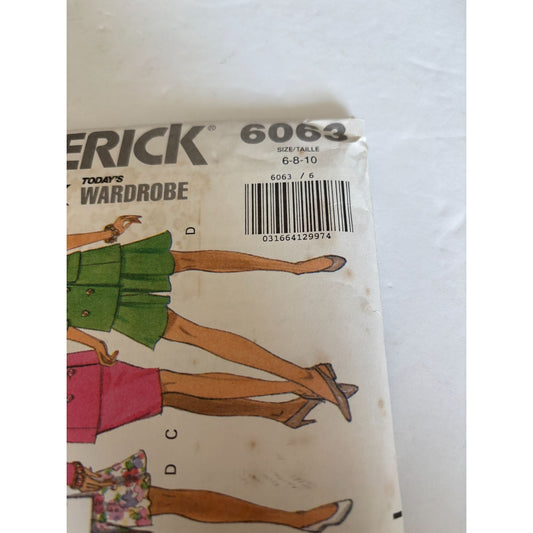 ERICK® 6063
SIZE/TAILLE
6-8-10
TODAY'S
WARDROBE
6063 / 6
031664129974
D
D C